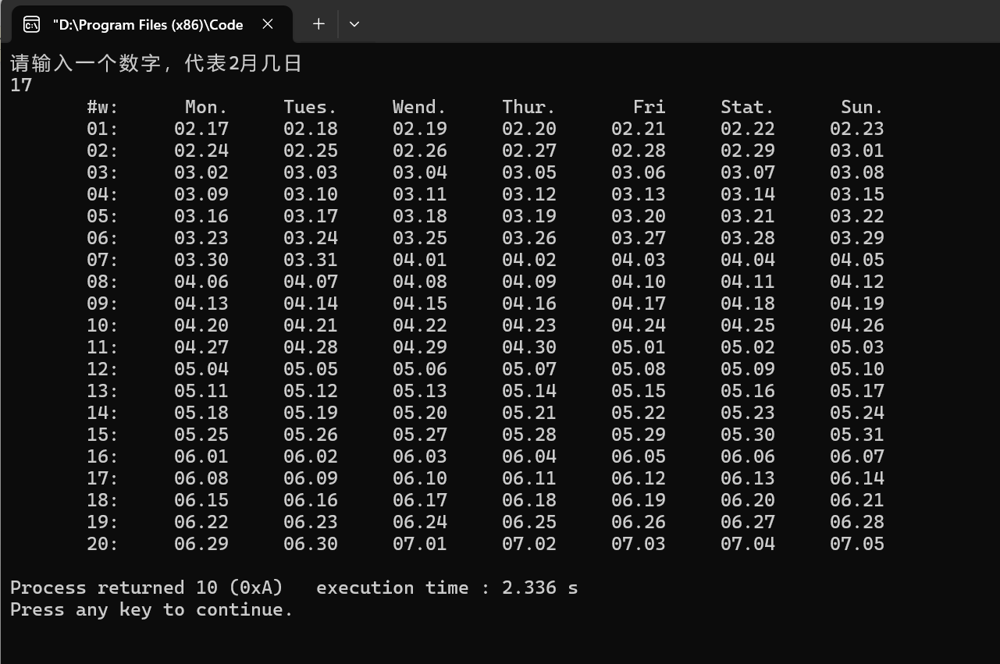 "D:\Program Files (x86)\Code
请输入一个数字，代表2月几日
17
#w: Mon. Tues. Wend. Thur. Fri Stat. Sun.
01: 02.17 02.18 02.19 02.20 02.21 02.22 02.23
02: 02.24 02.25 02.26 02.27 02.28 02.29 03.01
03: 03.02 03.03 03.04 03.05 03.06 03.07 03.08
04: 03.09 03.10 03.11 03.12 03.13 03.14 03.15
05: 03.16 03.17 03.18 03.19 03.20 03.21 03.22
06: 03.23 03.24 03.25 03.26 03.27 03.28 03.29
07: 03.30 03.31 04.01 04.02 04.03 04.04 04.05
08: 04.06 04.07 04.08 04.09 04.10 04.11 04.12
09: 04.13 04.14 04.15 04.16 04.17 04.18 04.19
10: 04.20 04.21 04.22 04.23 04.24 04.25 04.26
11: 04.27 04.28 04.29 04.30 05.01 05.02 05.03
12: 05.04 05.05 05.06 05.07 05.08 05.09 05.10
13: 05.11 05.12 05.13 05.14 05.15 05.16 05.17
14: 05.18 05.19 05.20 05.21 05.22 05.23 05.24
15: 05.25 05.26 05.27 05.28 05.29 05.30 05.31
16: 06.01 06.02 06.03 06.04 06.05 06.06 06.07
17: 06.08 06.09 06.10 06.11 06.12 06.13 06.14
18: 06.15 06.16 06.17 06.18 06.19 06.20 06.21
19: 06.22 06.23 06.24 06.25 06.26 06.27 06.28
20: 06.29 06.30 07.01 07.02 07.03 07.04 07.05
Process returned 10 (0xA) execution time : 2.336 s
Press any key to continue.